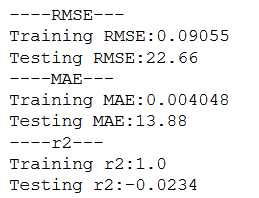 ----RMSE---
Training RMSE:0.09055
Testing RMSE:22.66
----MAE---
Training MAE:0.004048
Testing MAE:13.88
----r2---
Training r2:1.0
Testing r2:-0.0234